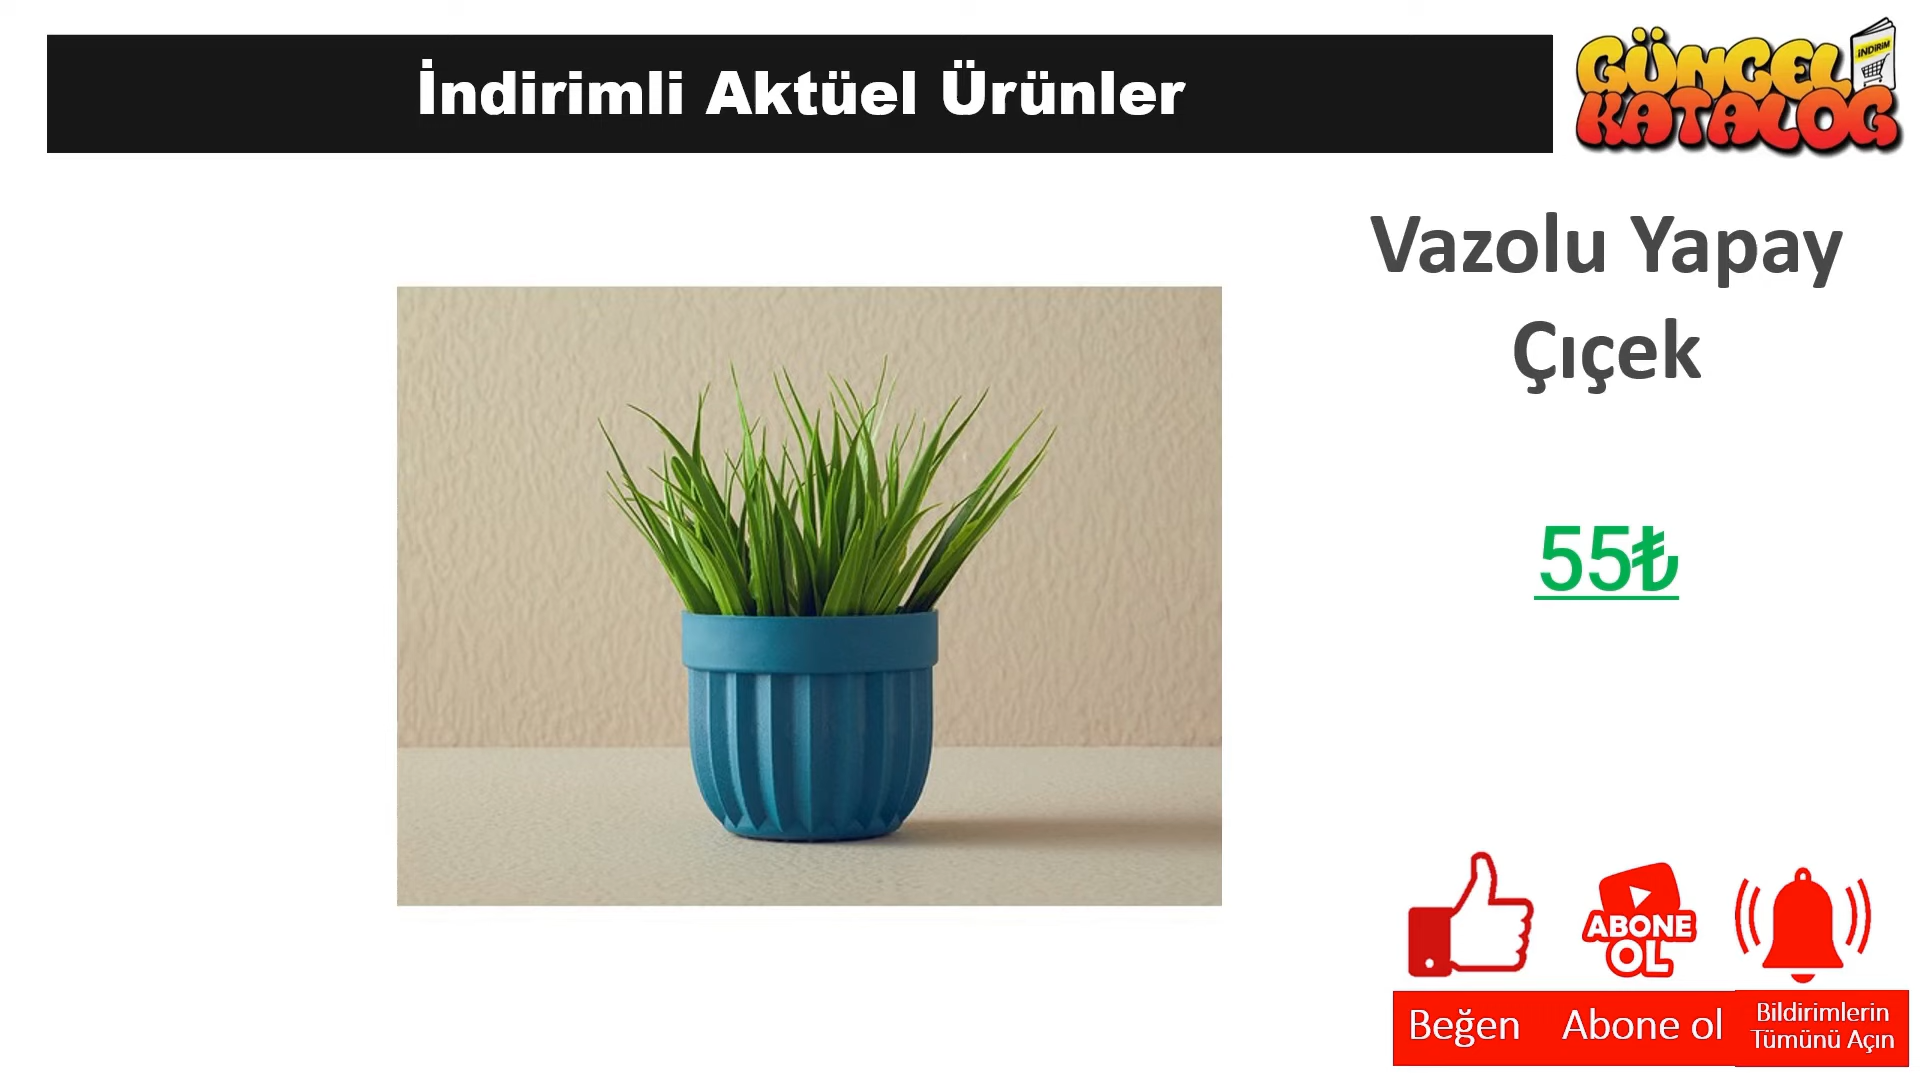 İndirimli Aktüel Ürünler
GÜNCEL
KATALOG
İNDİRİM
Vazolu Yapay
Çıçek
55₺
ABONE
OL
Beğen
Abone ol
Bildirimlerin
Tümünü Açın